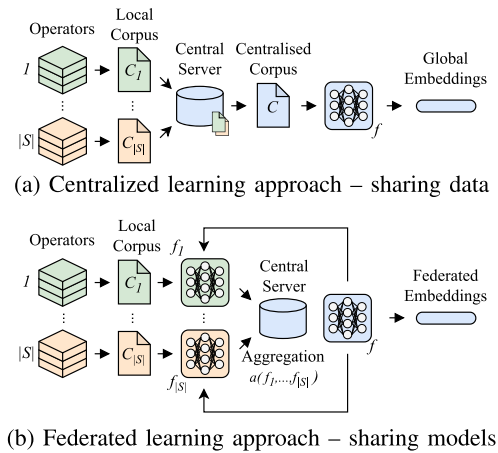 Operators
Local
Corpus
Central
Server
Centralised
Corpus
Global
Embeddings
1
C1
C
f
|S|
C|S|
(a) Centralized learning approach – sharing data
Operators
Local
Corpus
f1
Central
Server
Federated
Embeddings
1
C1
f
|S|
C|S|
f|S|
Aggregation
a(f1,...,f|S|)
(b) Federated learning approach – sharing models